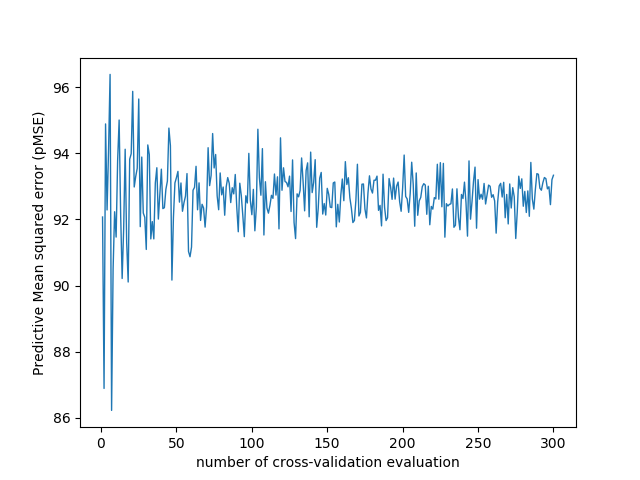 96
94
92
90
88
86
Predictive Mean squared error (pMSE)
0 50 100 150 200 250 300
number of cross-validation evaluation